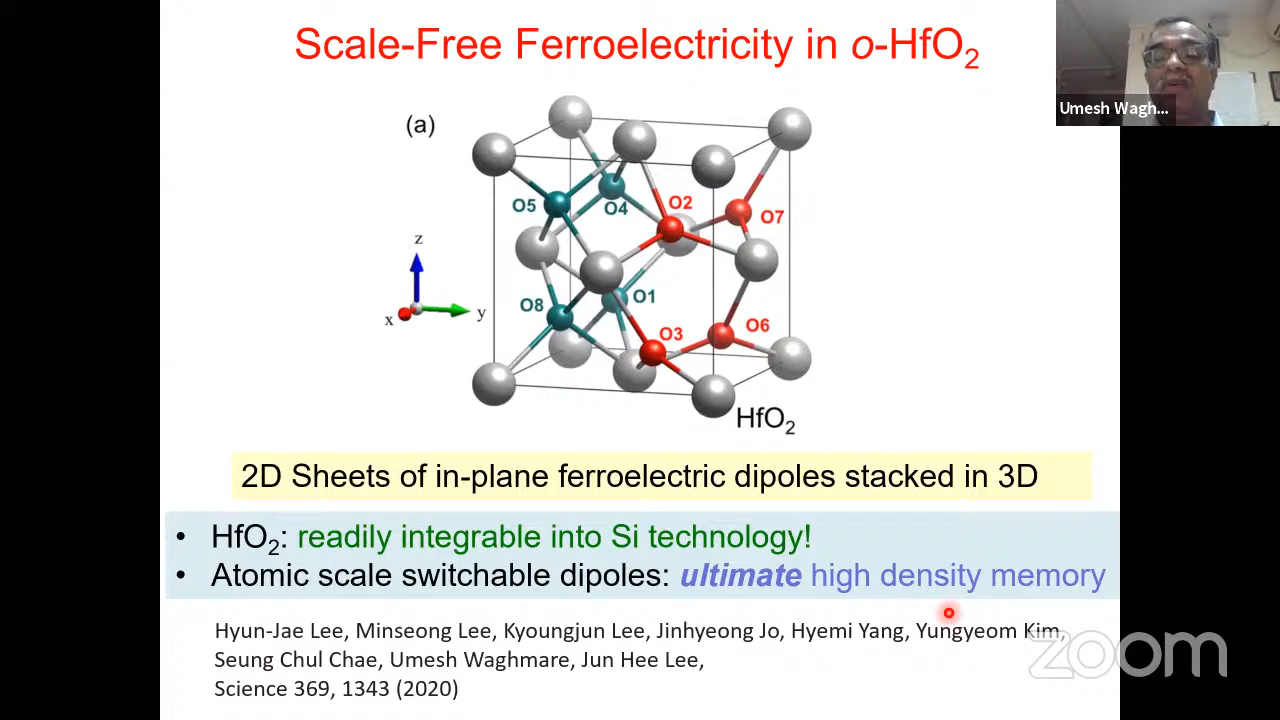 Scale-Free Ferroelectricity in o-HfO₂
Umesh Wagh...
(a)
O5
O4
O2
O7
z
y
x
O8
O1
O3
O6
HfO₂
2D Sheets of in-plane ferroelectric dipoles stacked in 3D
• HfO₂: readily integrable into Si technology!
• Atomic scale switchable dipoles: ultimate high density memory
Hyun-Jae Lee, Minseong Lee, Kyoungjun Lee, Jinhyeong Jo, Hyemi Yang, Yungyeom Kim,
Seung Chul Chae, Umesh Waghmare, Jun Hee Lee,
Science 369, 1343 (2020)
zoom